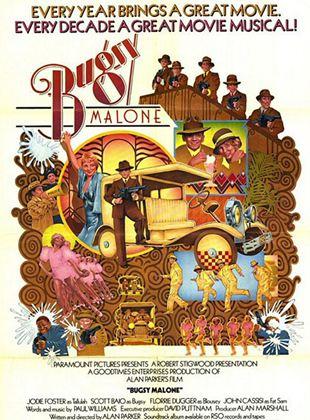 EVERY YEAR BRINGS A GREAT MOVIE.
EVERY DECADE A GREAT MOVIE MUSICAL!
Bugsy
MALONE
PARAMOUNT PICTURES PRESENTS A ROBERT STIGWOOD PRESENTATION
A GOODTIMES ENTERPRISES PRODUCTION OF
ALAN PARKER'S FILM
"BUGSY MALONE"
JODIE FOSTER as Tallulah SCOTT BAIO as Bugsy FLORRIE DUGGER as Blousey JOHN CASSISI as Fat Sam
Words and music by PAUL WILLIAMS Executive producer DAVID PUTTNAM Produced by ALAN MARSHALL
Written and directed by ALAN PARKER Soundtrack album available on RSO records and tapes